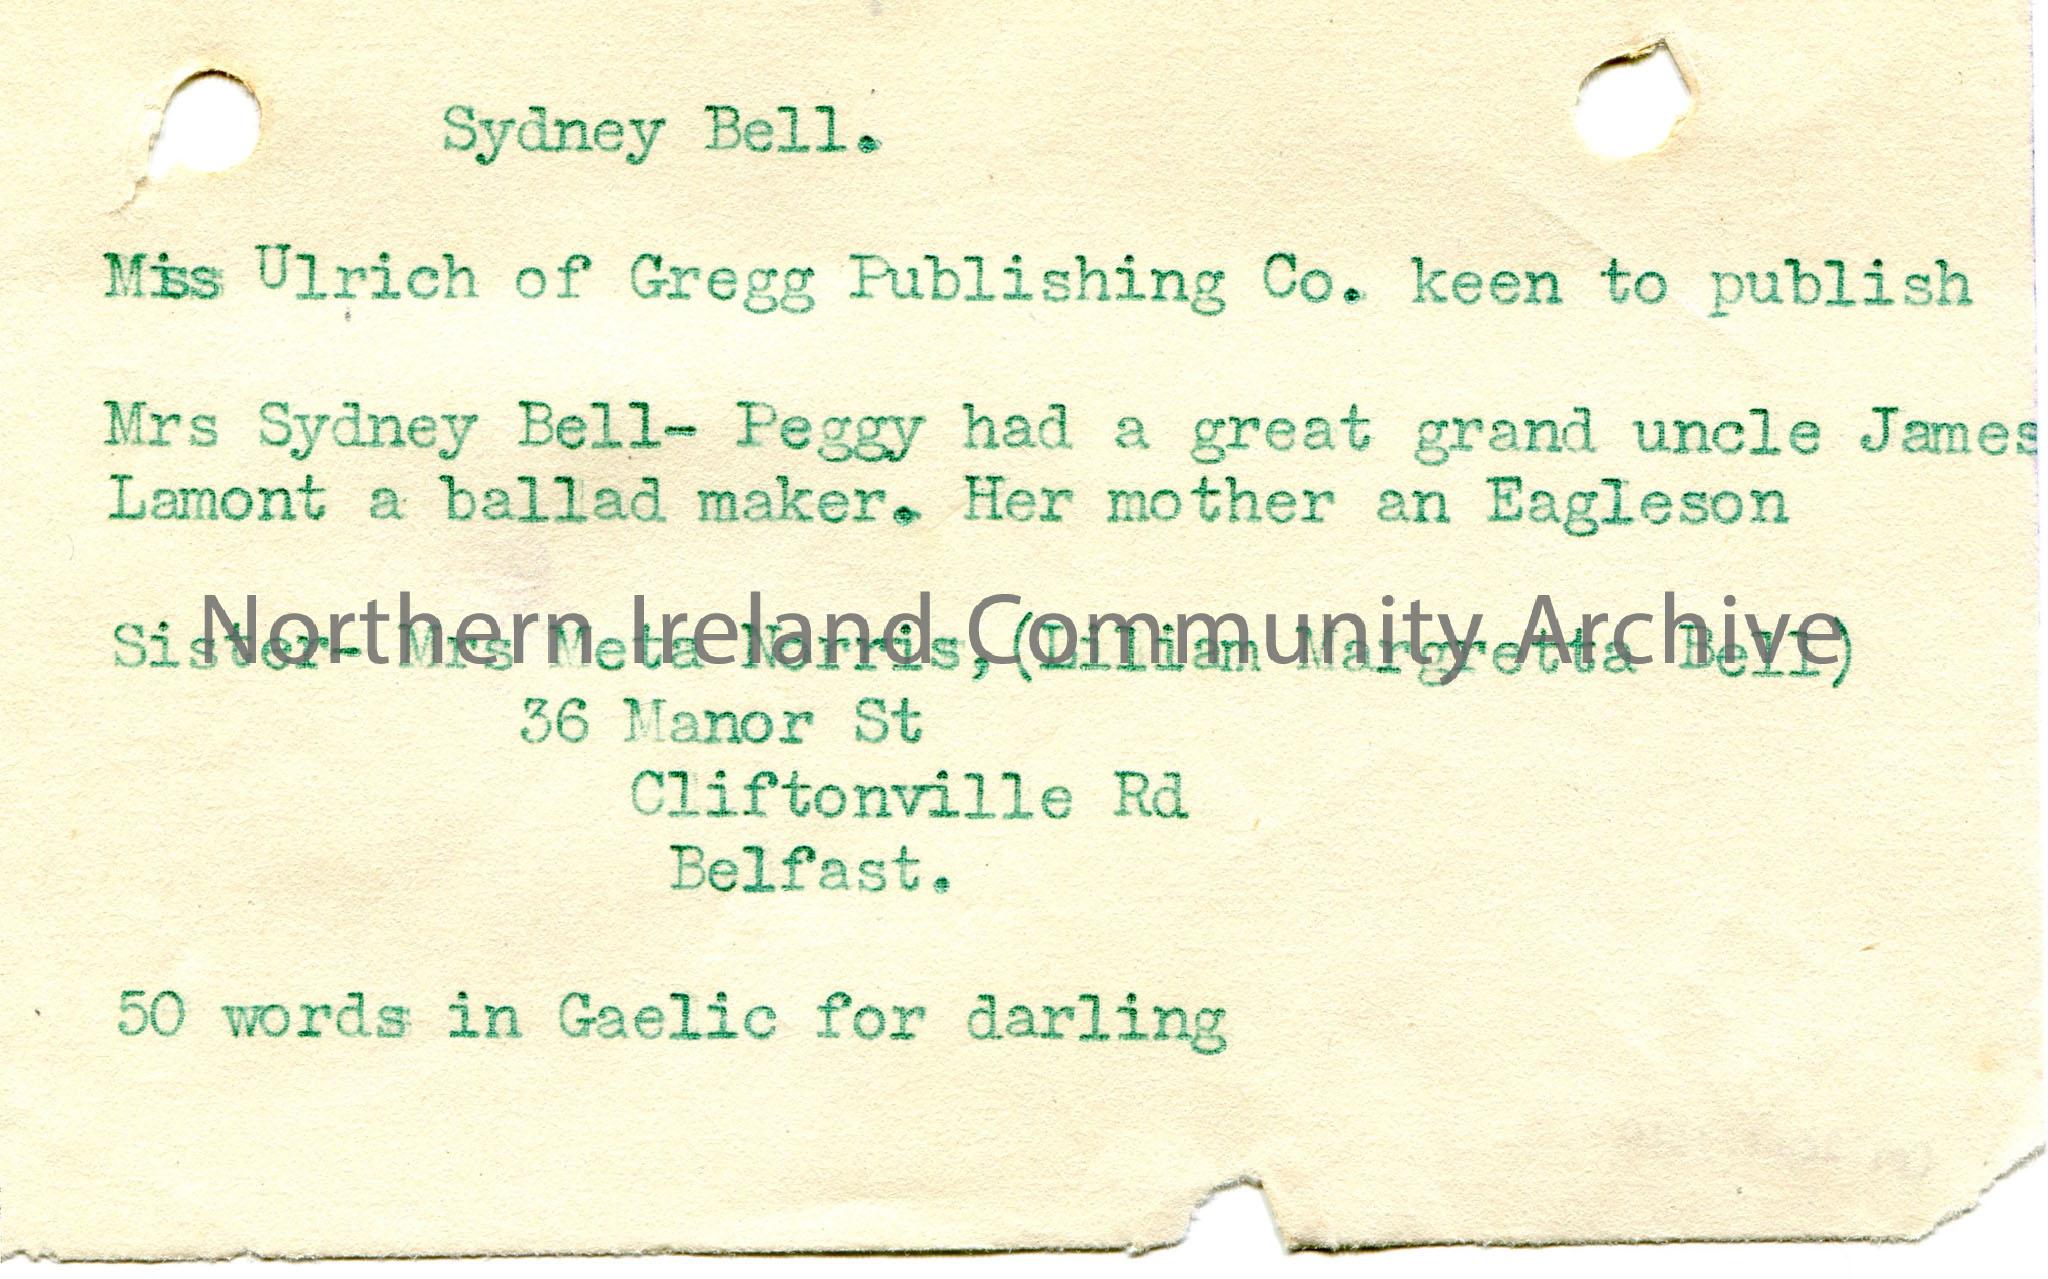 Sydney Bell.
Miss Ulrich of Gregg Publishing Co. keen to publish
Mrs Sydney Bell- Peggy had a great grand uncle James
Lamont a ballad maker. Her mother an Eagleson
Northern Ireland Community Archive
Sister- Mrs Meta Norris,(Lilian Margretta Bell)
36 Manor St
Cliftonville Rd
Belfast.
50 words in Gaelic for darling